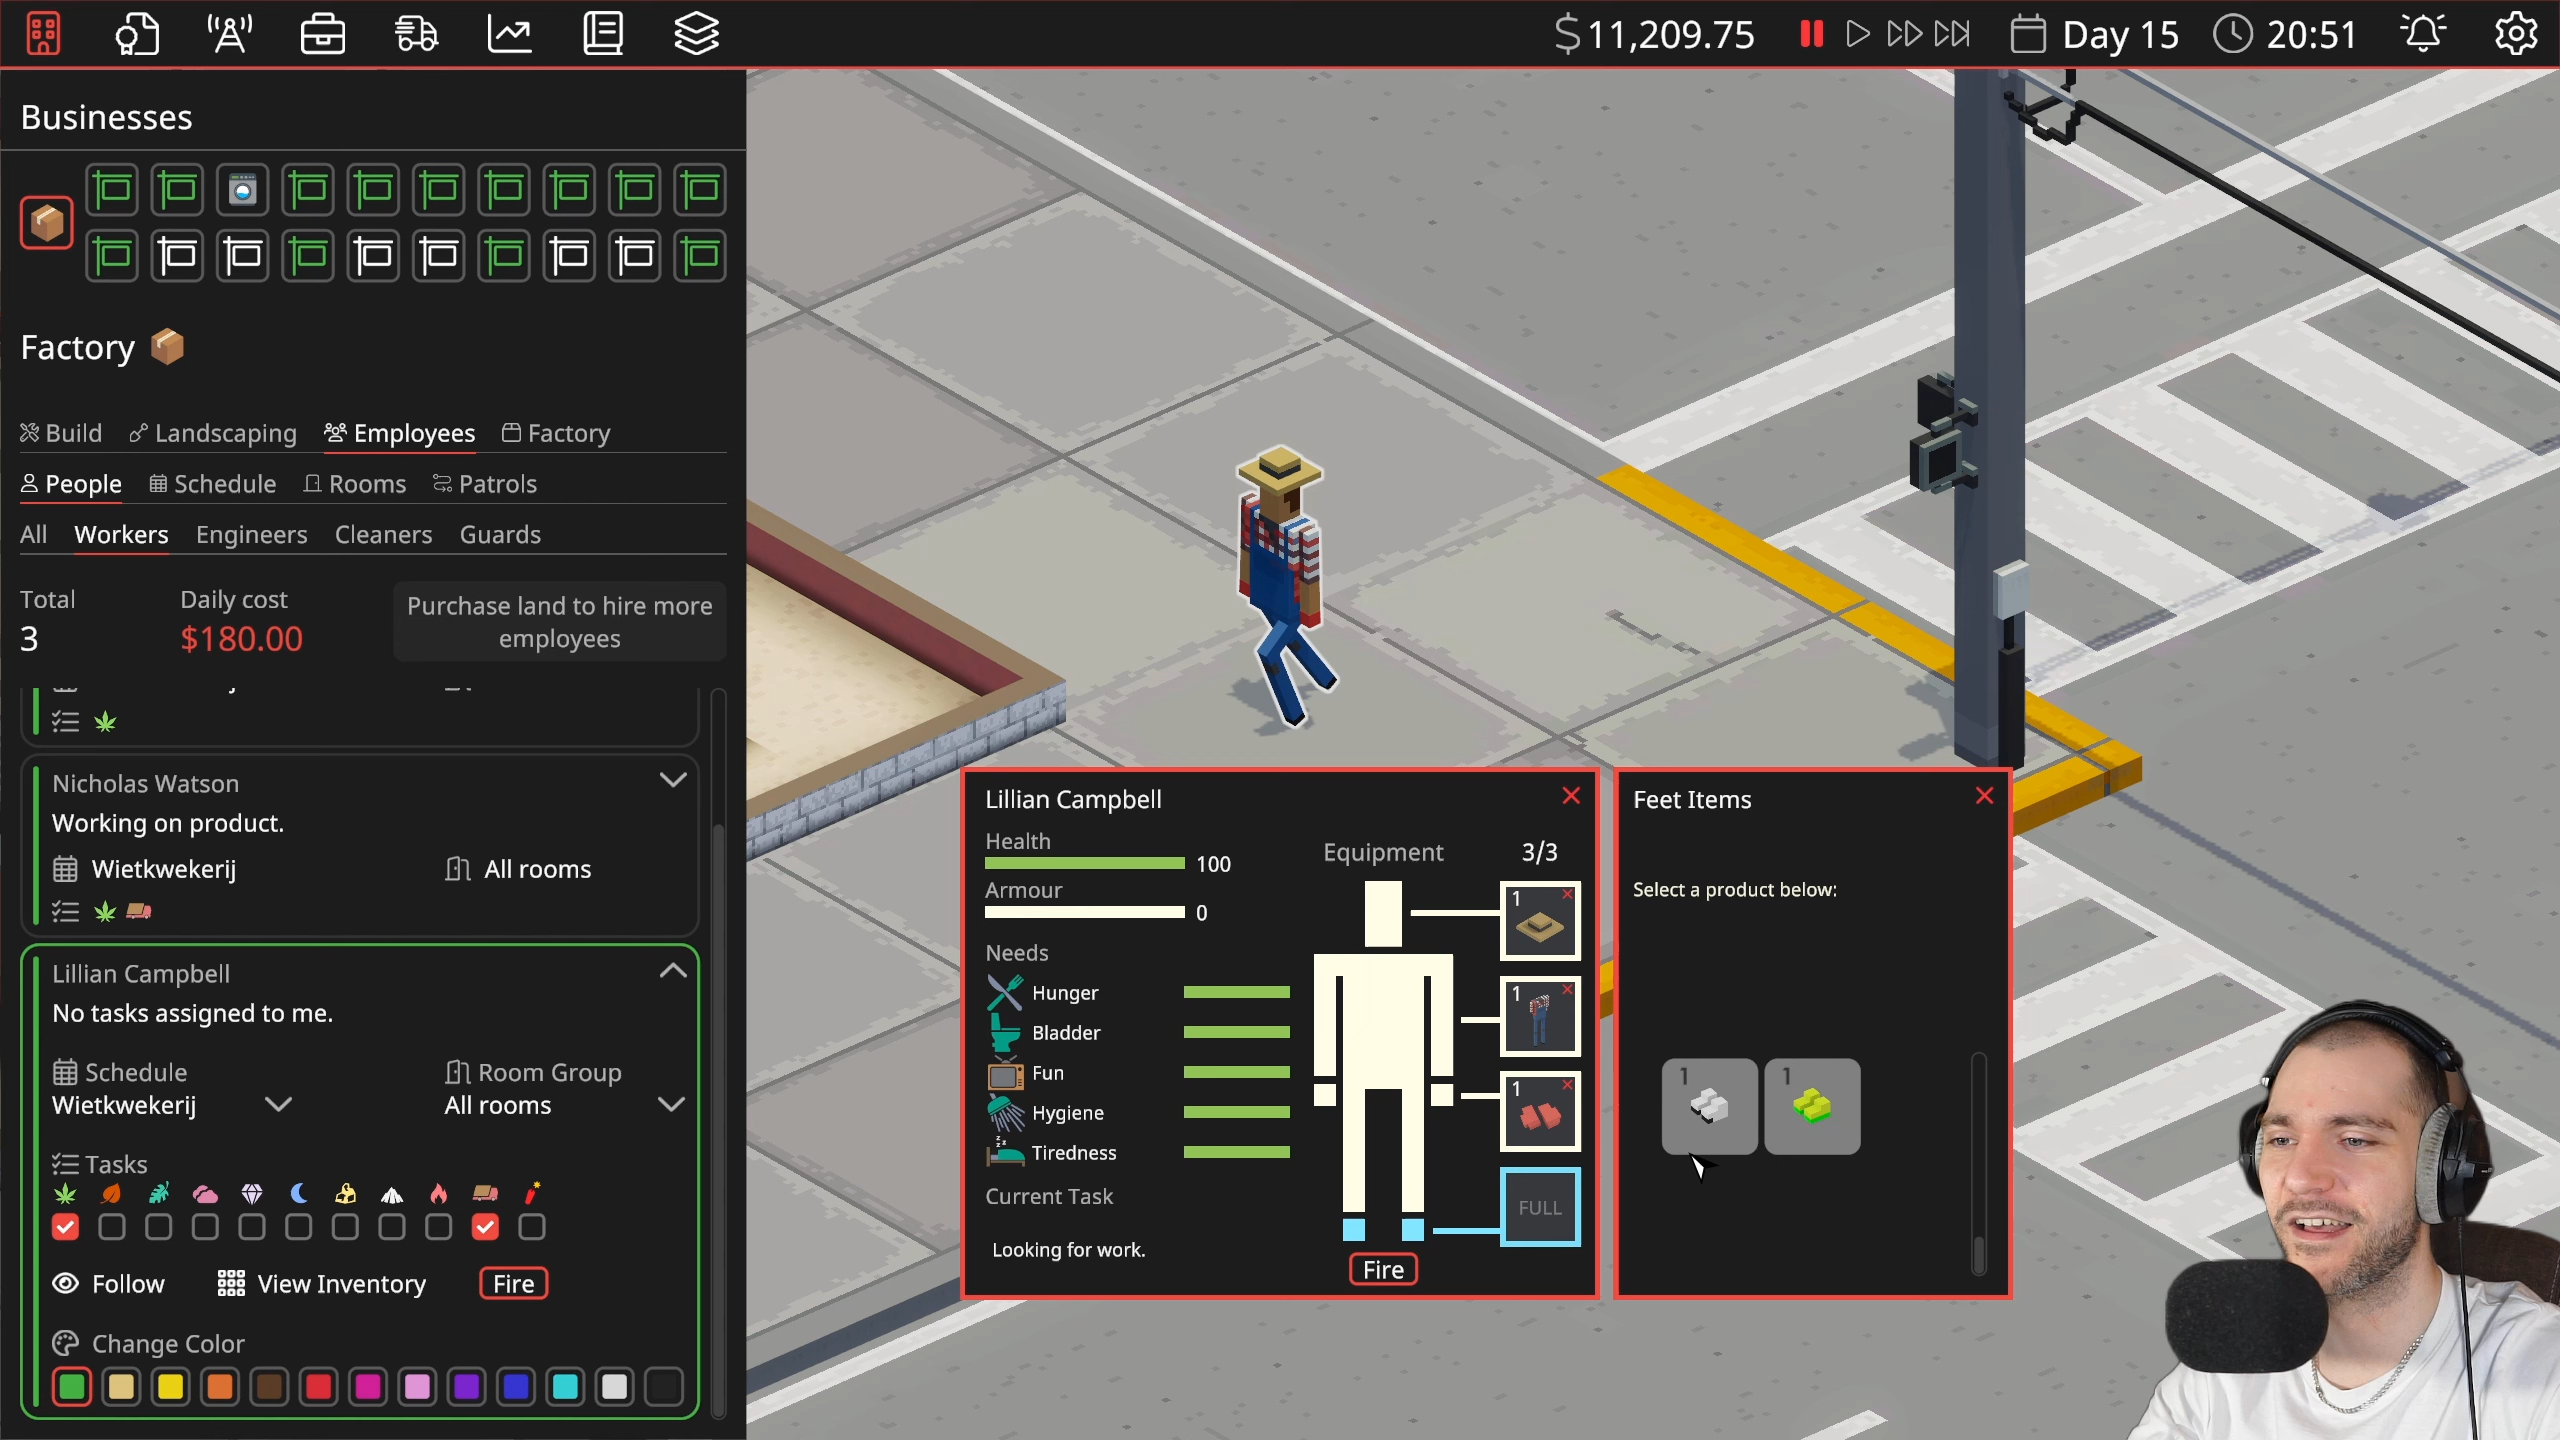 $11,209.75
Day 15
20:51
Businesses
Factory
Build Landscaping Employees Factory
People Schedule Rooms Patrols
All Workers Engineers Cleaners Guards
Total
3
Daily cost
$180.00
Purchase land to hire more
employees
Nicholas Watson
Working on product.
Wietkwekerij All rooms
Lillian Campbell
No tasks assigned to me.
Schedule Room Group
Wietkwekerij All rooms
Tasks
Follow View Inventory Fire
Change Color
Lillian Campbell
Health
100
Armour
0
Needs
Hunger
Bladder
Fun
Hygiene
Tiredness
Current Task
Looking for work.
Equipment 3/3
1
1
1
FULL
Fire
Feet Items
Select a product below:
1 1